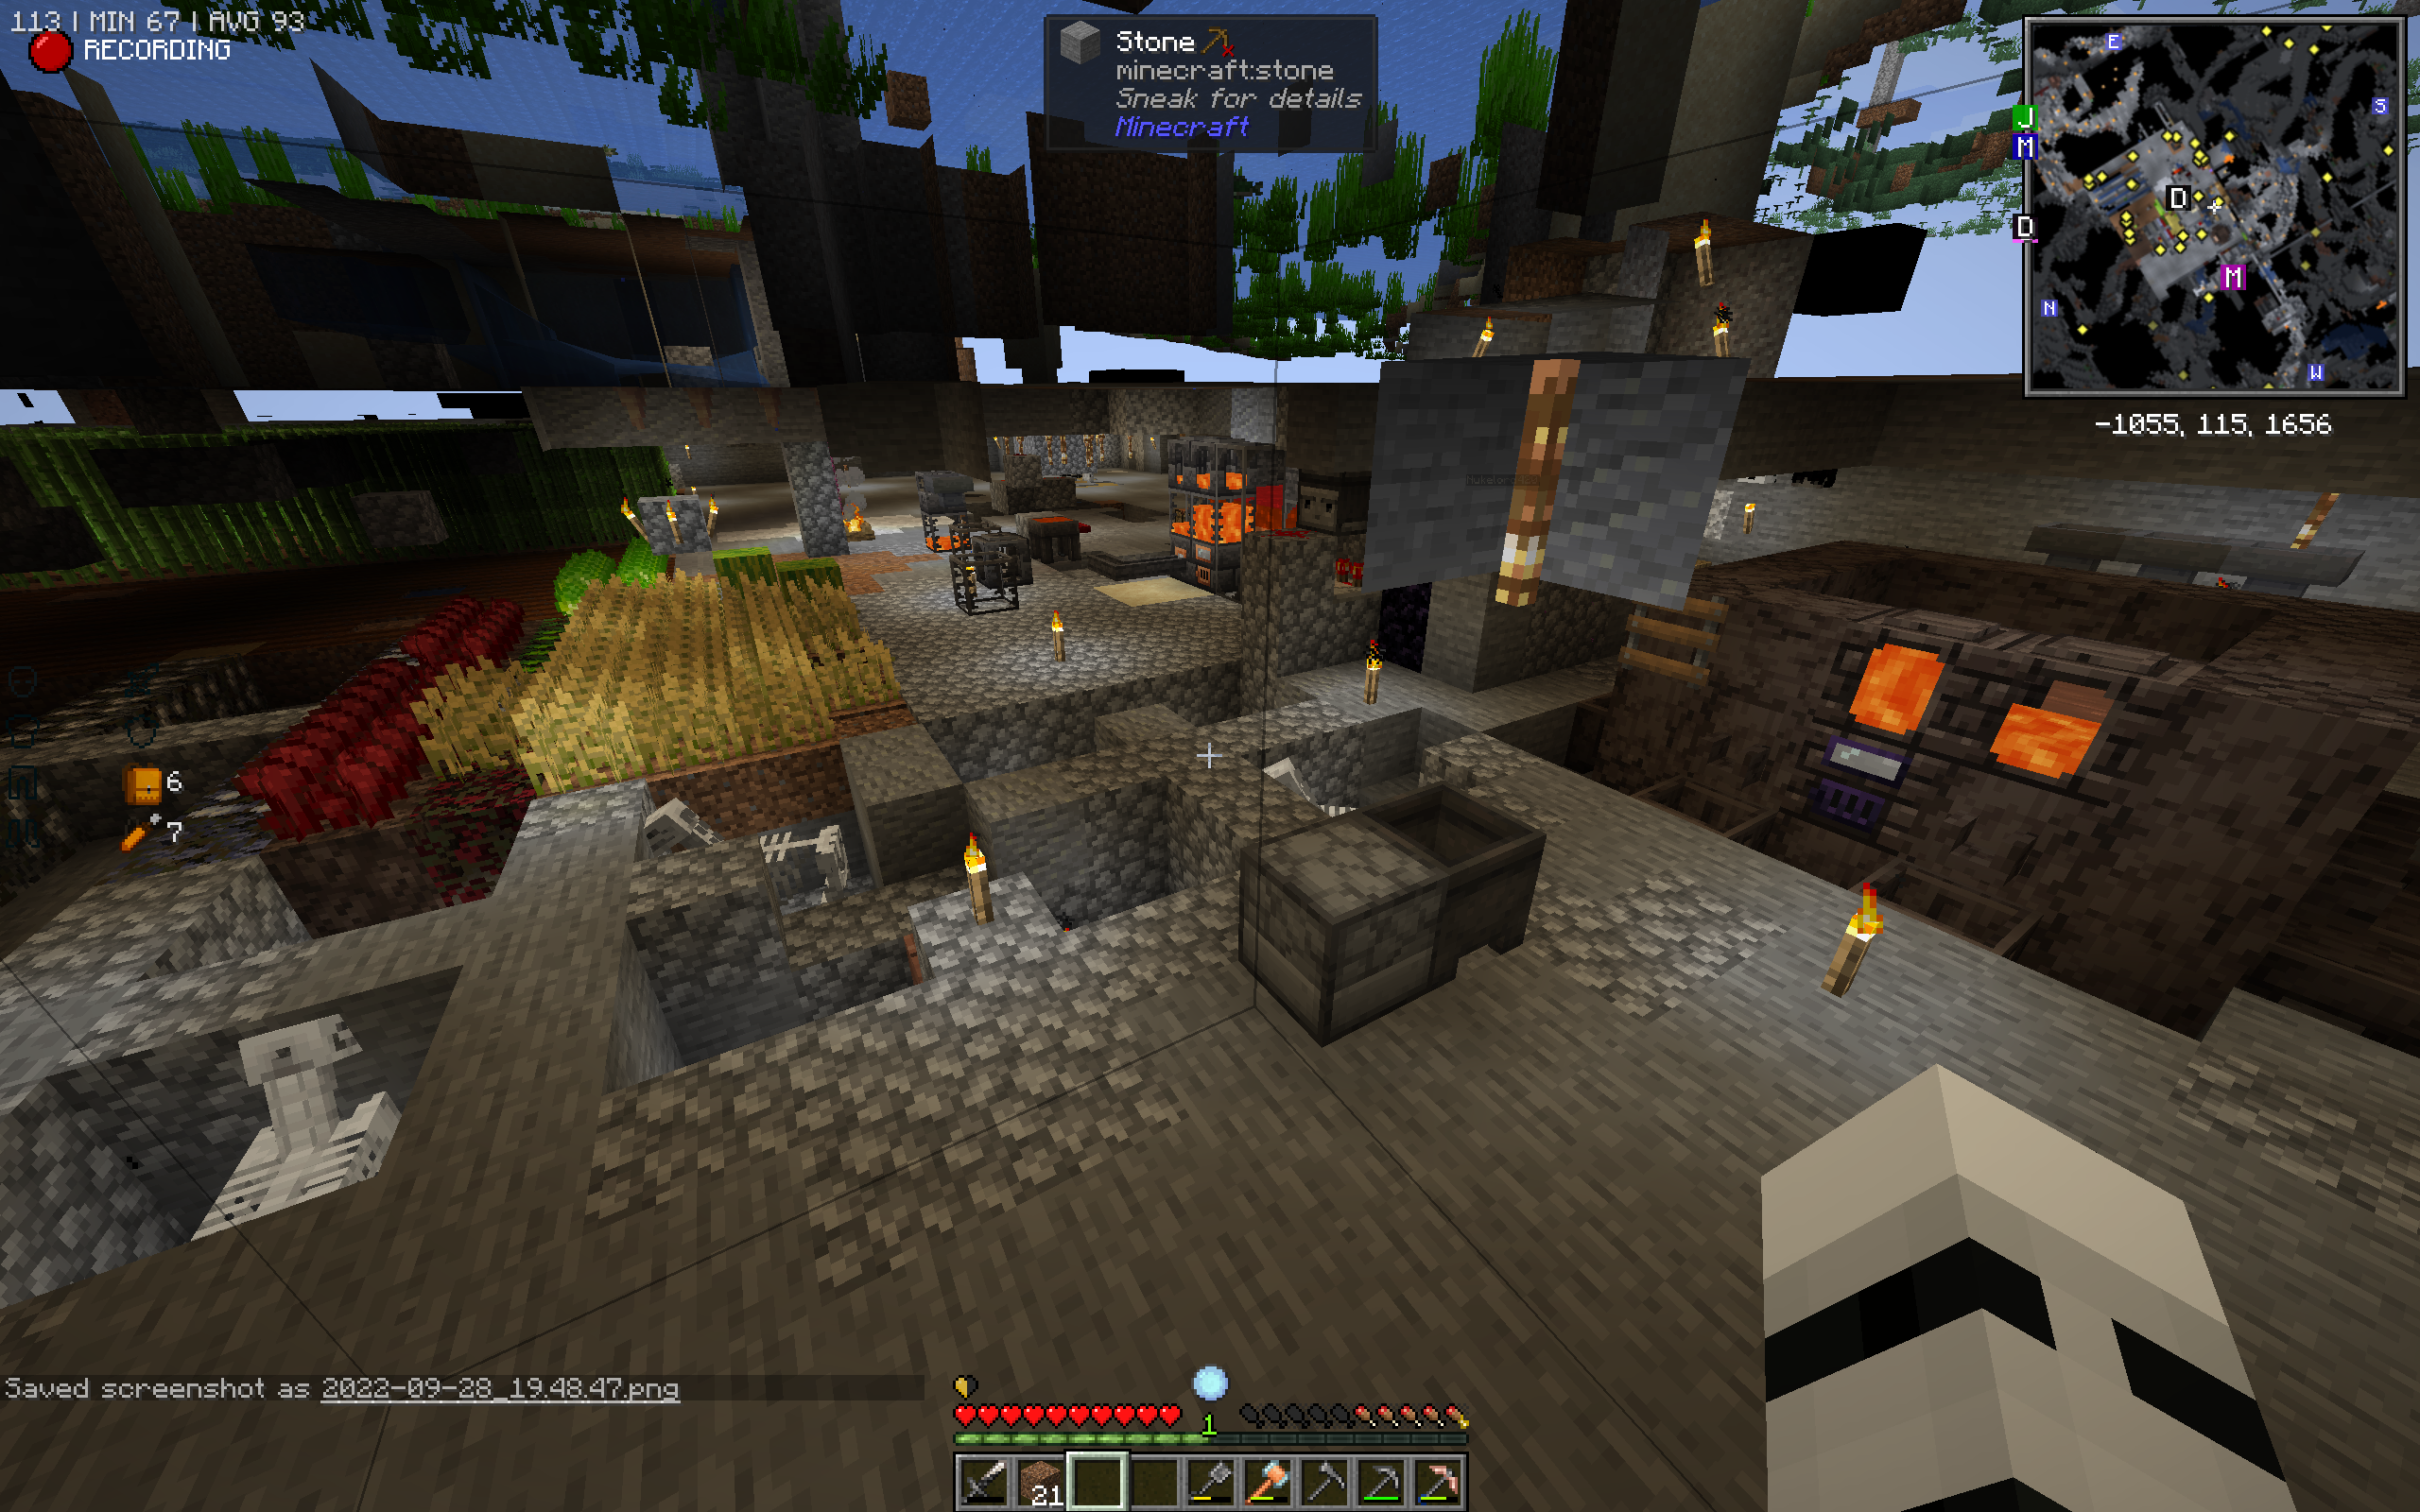 113 | MIN 67 | AVG 93
RECORDING
Stone
minecraft:stone
Sneak for details
Minecraft
E
S
J
M
D
D
M
N
W
-1055, 115, 1656
6
7
Saved screenshot as 2022-09-28_19.48.47.png
1
21